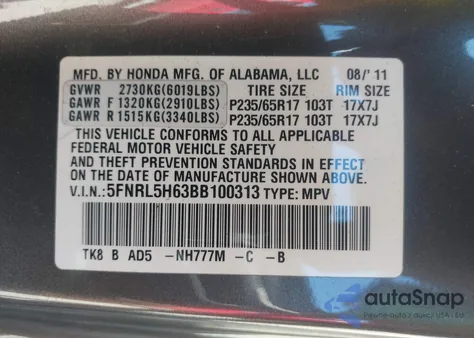 MFD. BY HONDA MFG. OF ALABAMA, LLC 08/'11
GVWR 2730KG(6019LBS) TIRE SIZE RIM SIZE
GAWR F 1320KG(2910LBS) P235/65R17 103T 17X7J
GAWR R 1515KG(3340LBS) P235/65R17 103T 17X7J
THIS VEHICLE CONFORMS TO ALL APPLICABLE
FEDERAL MOTOR VEHICLE SAFETY
AND THEFT PREVENTION STANDARDS IN EFFECT
ON THE DATE OF MANUFACTURE SHOWN ABOVE.
V.I.N.:5FNRL5H63BB100313 TYPE: MPV
TK8 B AD5 -NH777M -C -B
autoSnap